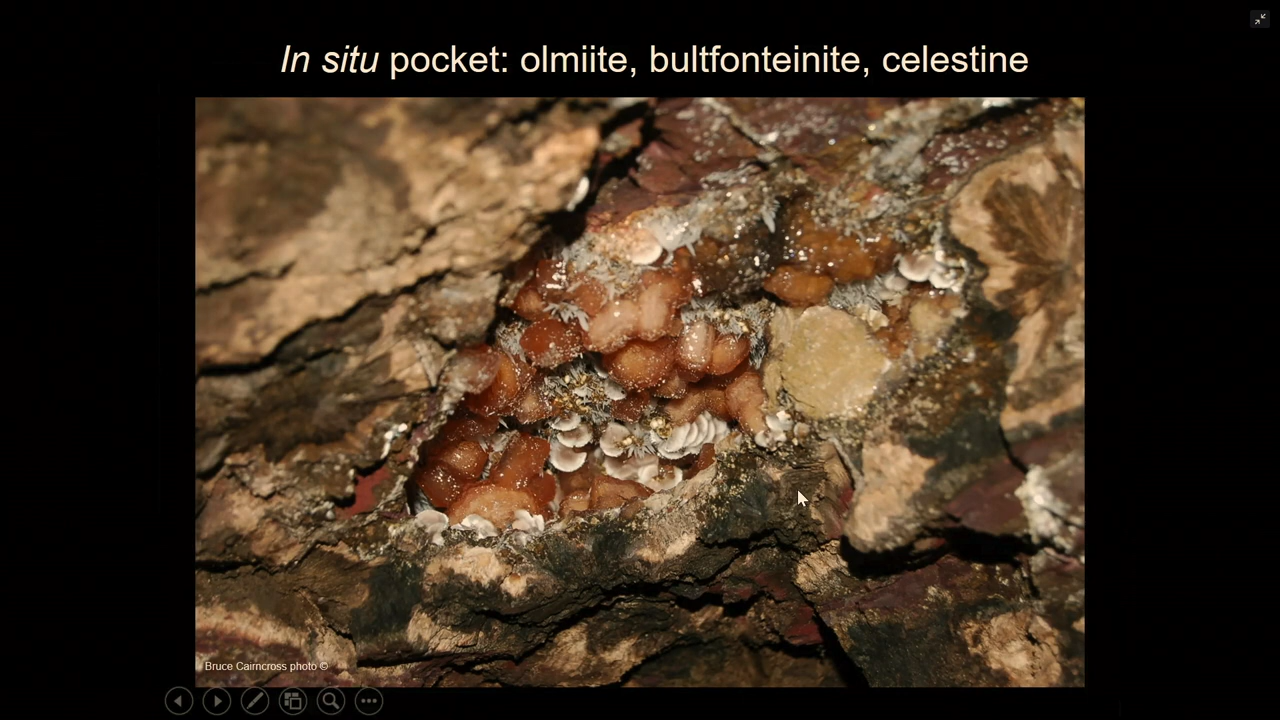 In situ pocket: olmiite, bultfonteinite, celestine
Bruce Cairncross photo ©